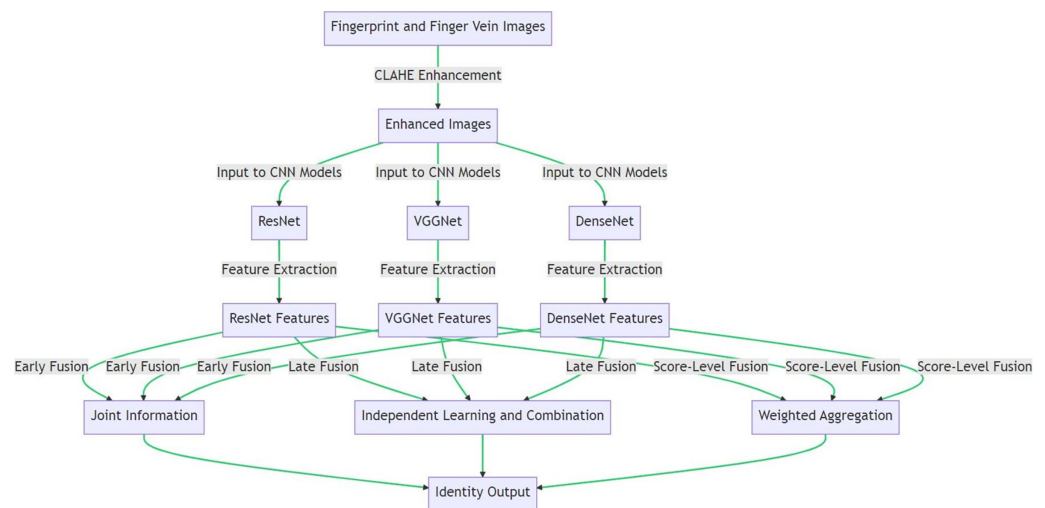 Fingerprint and Finger Vein Images
CLAHE Enhancement
Enhanced Images
Input to CNN Models
Input to CNN Models
Input to CNN Models
ResNet
VGGNet
DenseNet
Feature Extraction
Feature Extraction
Feature Extraction
ResNet Features
VGGNet Features
DenseNet Features
Early Fusion
Early Fusion
Early Fusion
Late Fusion
Late Fusion
Late Fusion
Score-Level Fusion
Score-Level Fusion
Score-Level Fusion
Joint Information
Independent Learning and Combination
Weighted Aggregation
Identity Output